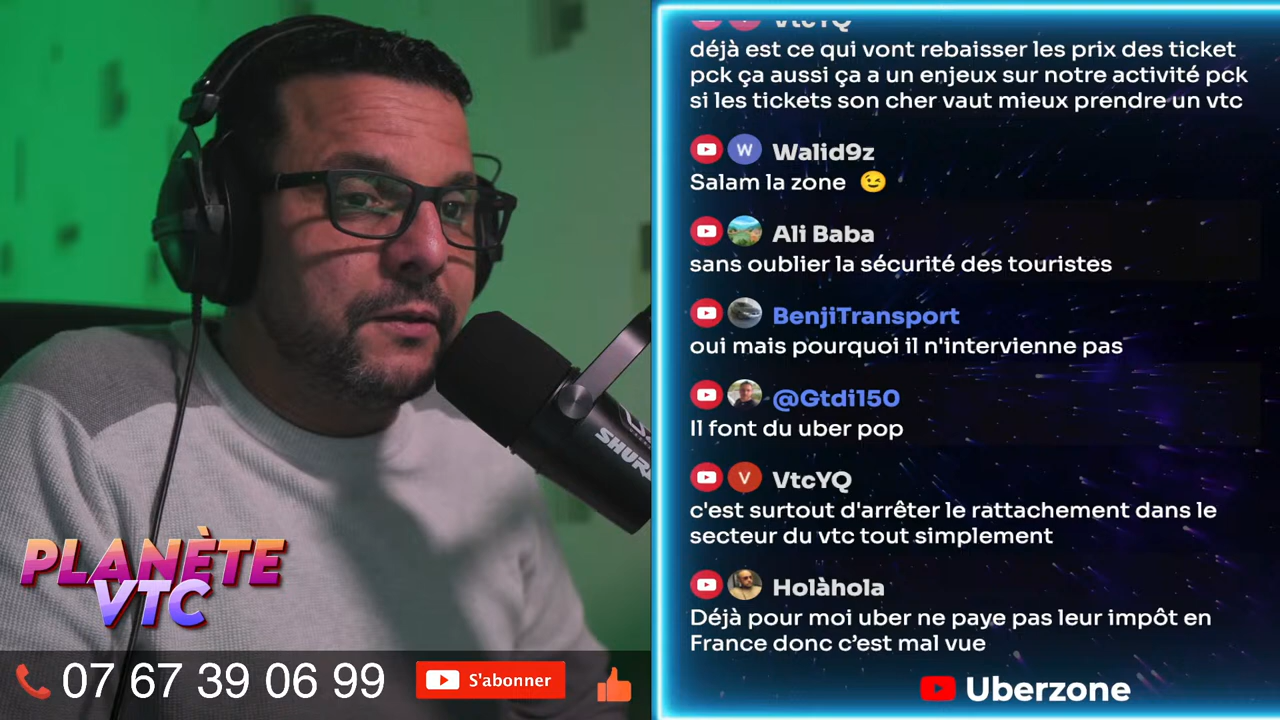 VtcYQ
déjà est ce qui vont rebaisser les prix des ticket
pck ça aussi ça a un enjeux sur notre activité pck
si les tickets son cher vaut mieux prendre un vtc
W Walid9z
Salam la zone 😉
Ali Baba
sans oublier la sécurité des touristes
BenjiTransport
oui mais pourquoi il n'intervienne pas
@Gtdi150
Il font du uber pop
V VtcYQ
c'est surtout d'arrêter le rattachement dans le
secteur du vtc tout simplement
Holàhola
Déjà pour moi uber ne paye pas leur impôt en
France donc c’est mal vue
Uberzone
PLANÈTE
VTC
07 67 39 06 99
S'abonner